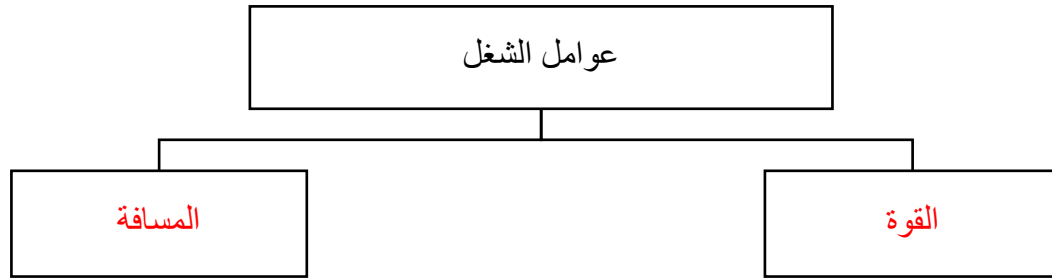 عوامل الشغل
القوة
المسافة